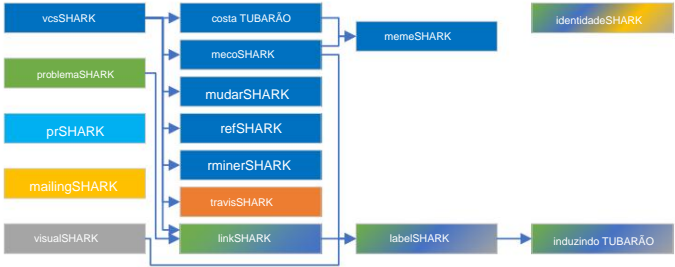 vcsSHARK
costa TUBARÃO
identidadeSHARK
memeSHARK
mecoSHARK
problemaSHARK
mudarSHARK
prSHARK
refSHARK
rminerSHARK
mailingSHARK
travisSHARK
visualSHARK
linkSHARK
labelSHARK
induzindo TUBARÃO